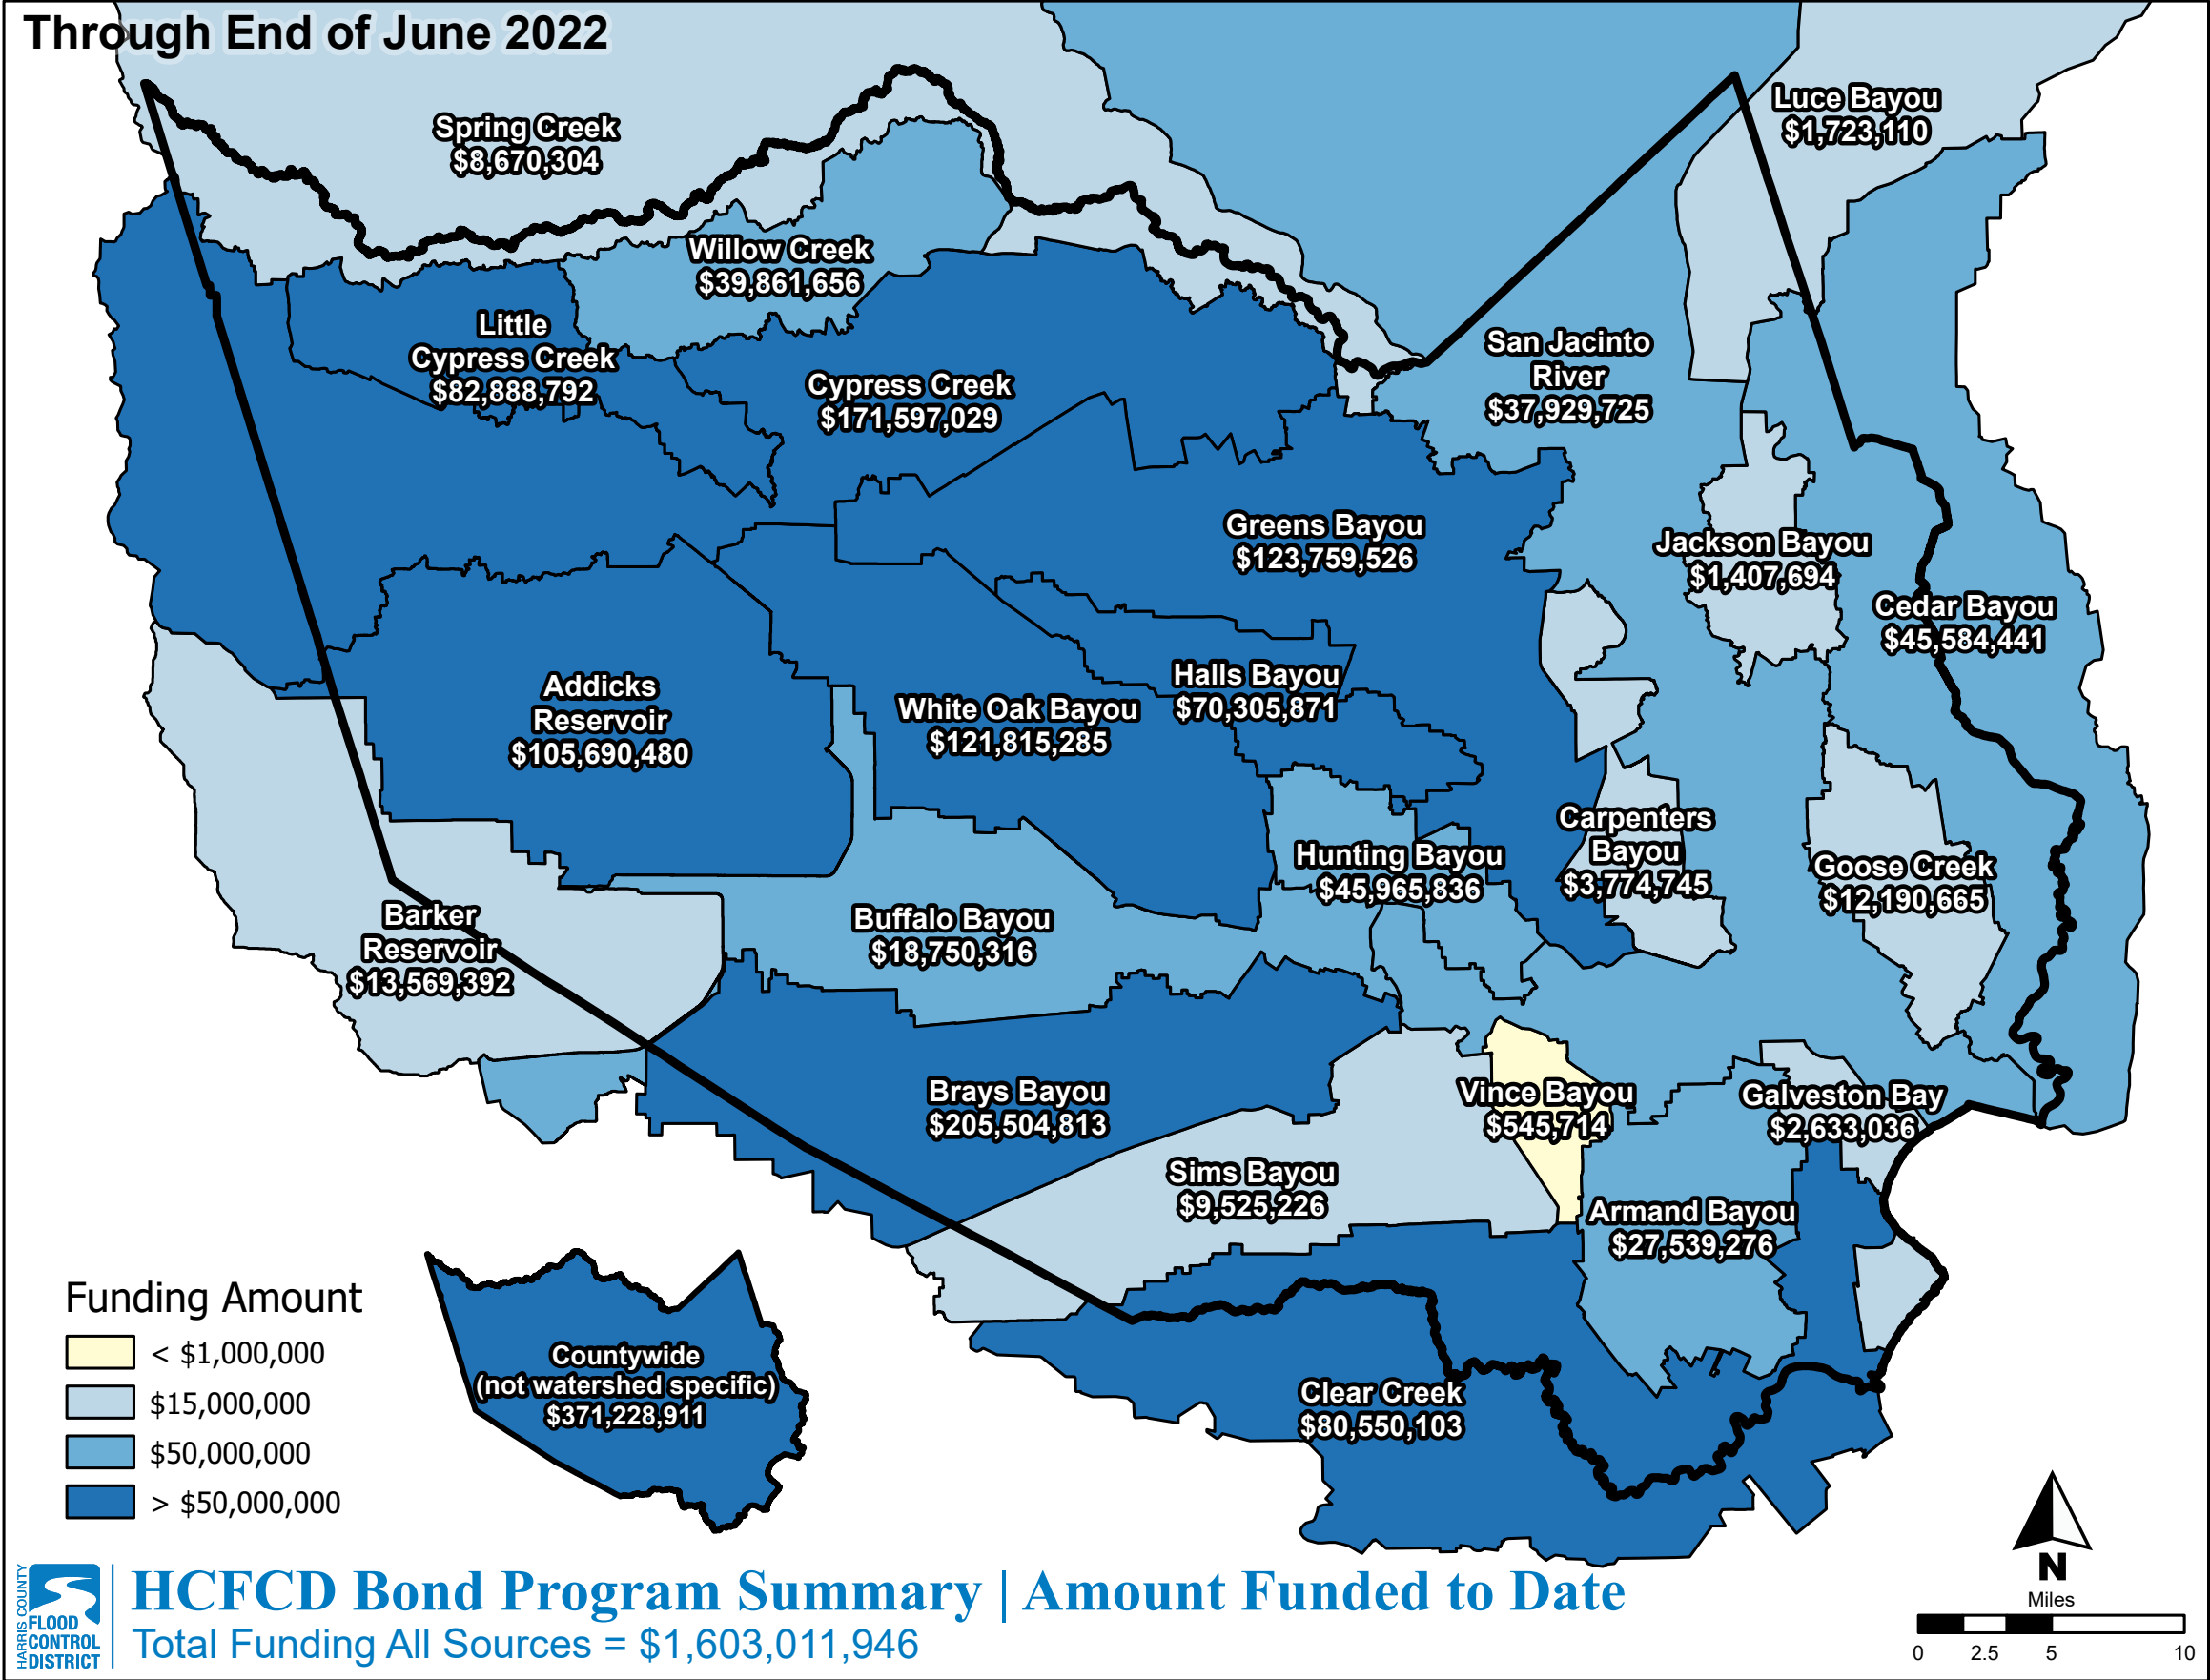 Through End of June 2022
Spring Creek
$8,670,304
Luce Bayou
$1,723,110
Willow Creek
$39,861,656
Little
Cypress Creek
$82,888,792
Cypress Creek
$171,597,029
San Jacinto
River
$37,929,725
Greens Bayou
$123,759,526
Jackson Bayou
$1,407,694
Cedar Bayou
$45,584,441
Addicks
Reservoir
$105,690,480
White Oak Bayou
$121,815,285
Halls Bayou
$70,305,871
Hunting Bayou
$45,965,836
Carpenters
Bayou
$3,774,745
Goose Creek
$12,190,665
Barker
Reservoir
$13,569,392
Buffalo Bayou
$18,750,316
Brays Bayou
$205,504,813
Vince Bayou
$545,714
Galveston Bay
$2,633,036
Sims Bayou
$9,525,226
Armand Bayou
$27,539,276
Clear Creek
$80,550,103
Funding Amount
< $1,000,000
$15,000,000
$50,000,000
> $50,000,000
Countywide
(not watershed specific)
$371,228,911
N
Miles
0 2.5 5 10
HARRIS COUNTY
FLOOD
CONTROL
DISTRICT
HCFCD Bond Program Summary | Amount Funded to Date
Total Funding All Sources = $1,603,011,946